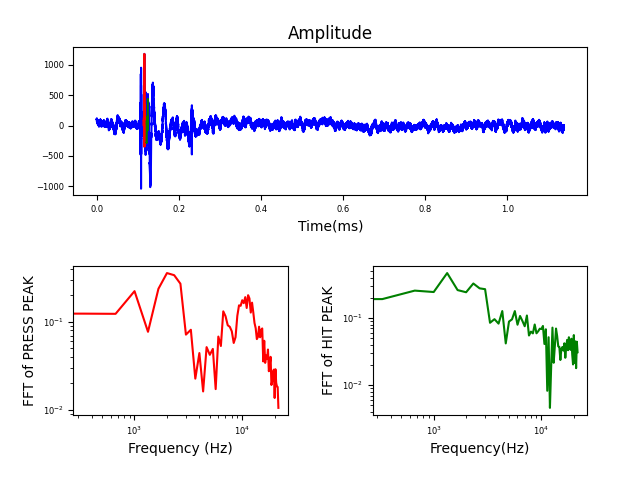 Amplitude
1000
500
0
−500
−1000
0.0 0.2 0.4 0.6 0.8 1.0
Time(ms)
FFT of PRESS PEAK
10⁻¹
10⁻²
10³ 10⁴
Frequency (Hz)
FFT of HIT PEAK
10⁻¹
10⁻²
10³ 10⁴
Frequency(Hz)